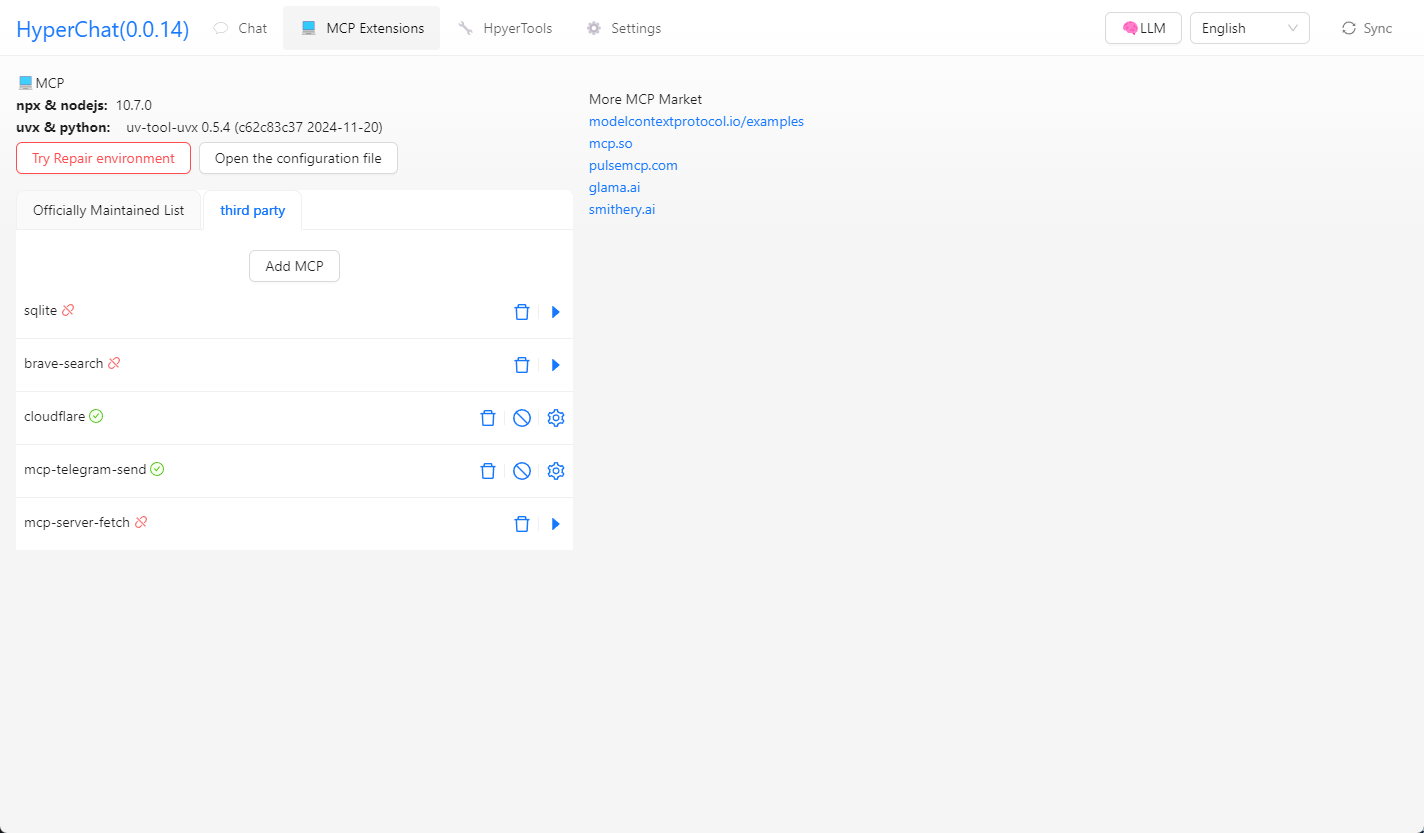 HyperChat(0.0.14)
Chat
MCP Extensions
HpyerTools
Settings
LLM
English
Sync
MCP
npx & nodejs: 10.7.0
uvx & python: uv-tool-uvx 0.5.4 (c62c83c37 2024-11-20)
Try Repair environment
Open the configuration file
Officially Maintained List
third party
Add MCP
sqlite
brave-search
cloudflare
mcp-telegram-send
mcp-server-fetch
More MCP Market
modelcontextprotocol.io/examples
mcp.so
pulsemcp.com
glama.ai
smithery.ai